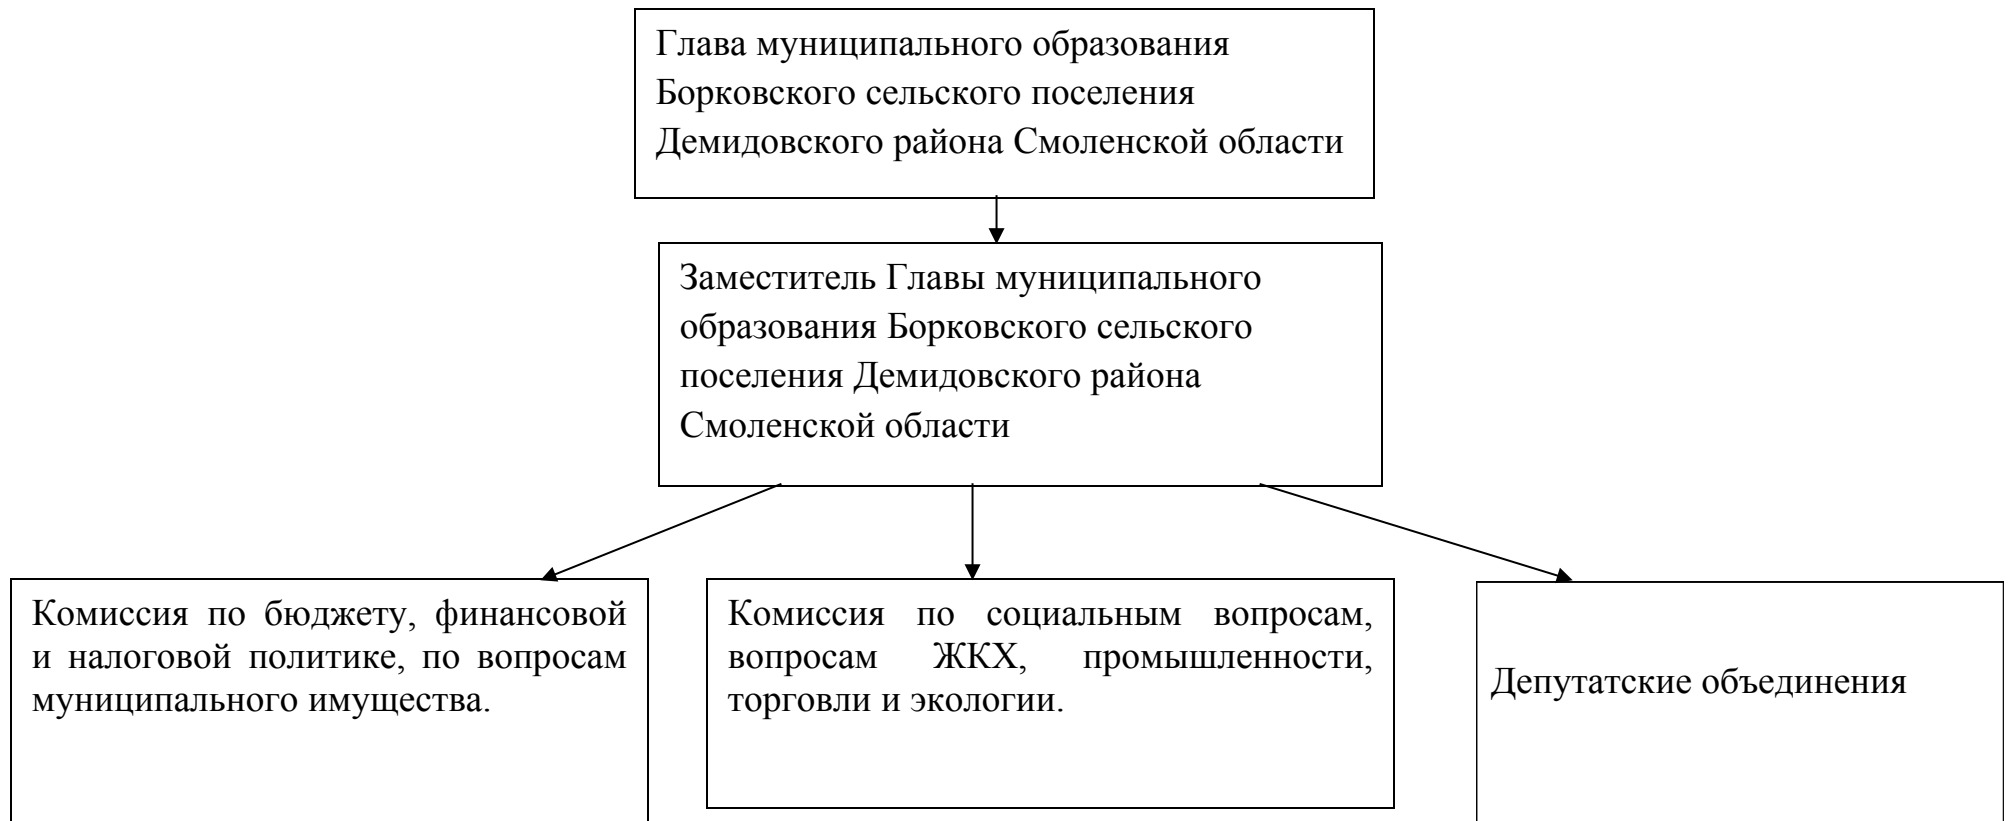 Глава муниципального образования
Борковского сельского поселения
Демидовского района Смоленской области
Заместитель Главы муниципального
образования Борковского сельского
поселения Демидовского района
Смоленской области
Комиссия по бюджету, финансовой
и налоговой политике, по вопросам
муниципального имущества.
Комиссия по социальным вопросам,
вопросам ЖКХ, промышленности,
торговли и экологии.
Депутатские объединения